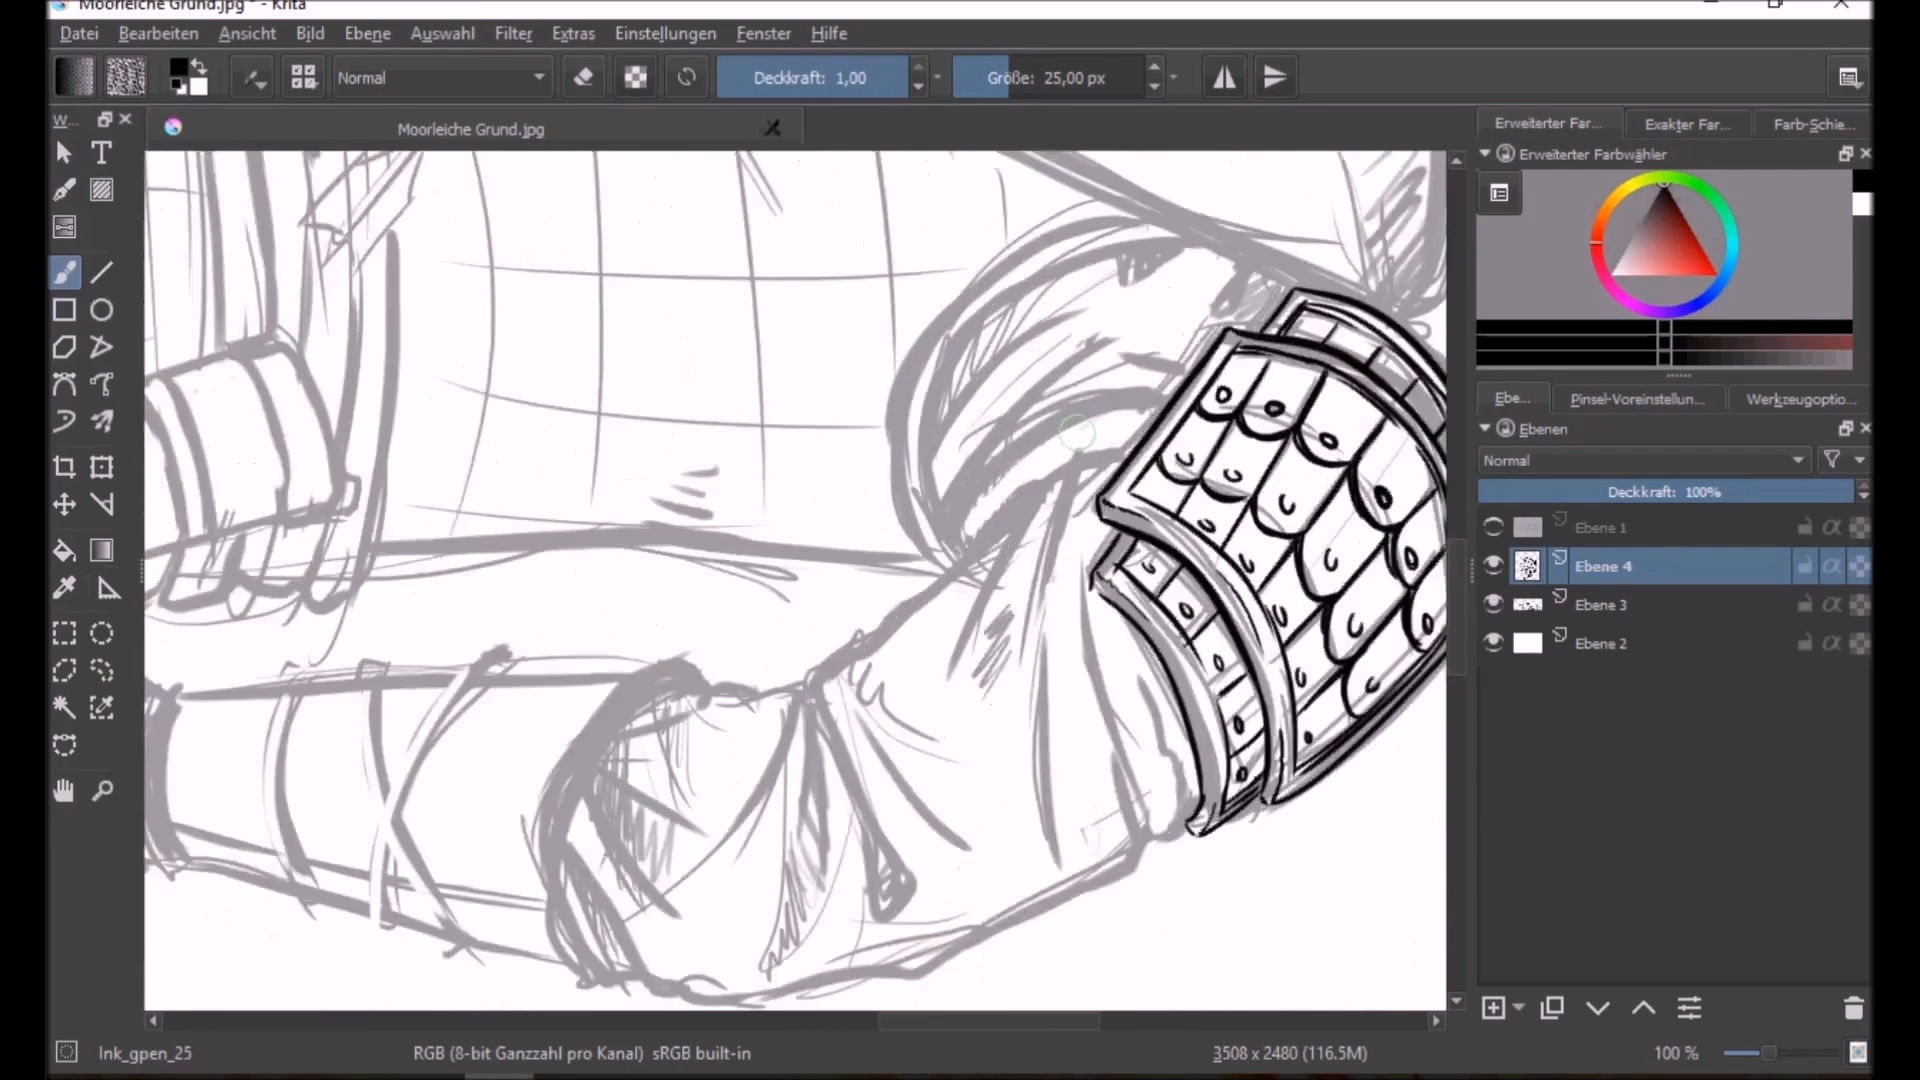 Moorleiche Grund.jpg* - Krita
Datei Bearbeiten Ansicht Bild Ebene Auswahl Filter Extras Einstellungen Fenster Hilfe
Normal Deckkraft: 1,00 Größe: 25,00 px
W...
Moorleiche Grund.jpg
Erweiterter Far... Exakter Far... Farb-Schie...
Erweiterter Farbwähler
Ebe... Pinsel-Voreinstellun... Werkzeugoptio...
Ebenen
Normal
Deckkraft: 100%
Ebene 1
Ebene 4
Ebene 3
Ebene 2
Ink_gpen_25 RGB (8-bit Ganzzahl pro Kanal) sRGB built-in 3508 x 2480 (116.5M) 100 %